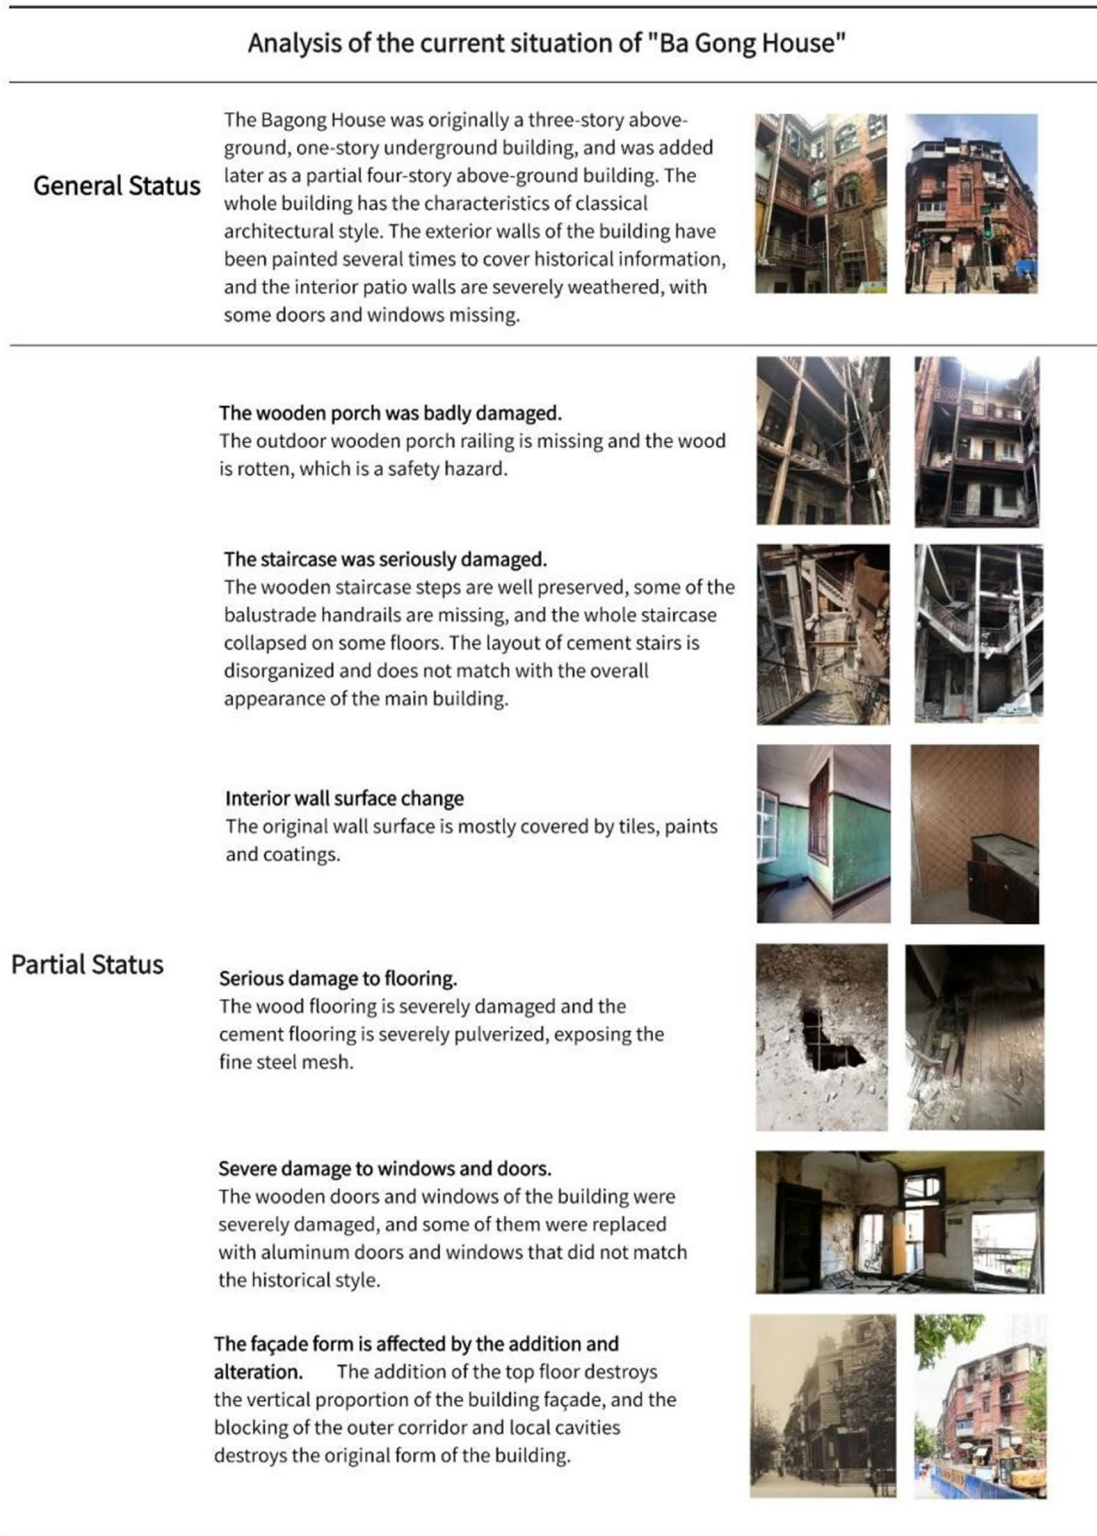 Analysis of the current situation of "Ba Gong House"
General Status
The Bagong House was originally a three-story above-
ground, one-story underground building, and was added
later as a partial four-story above-ground building. The
whole building has the characteristics of classical
architectural style. The exterior walls of the building have
been painted several times to cover historical information,
and the interior patio walls are severely weathered, with
some doors and windows missing.
Partial Status
The wooden porch was badly damaged.
The outdoor wooden porch railing is missing and the wood
is rotten, which is a safety hazard.
The staircase was seriously damaged.
The wooden staircase steps are well preserved, some of the
balustrade handrails are missing, and the whole staircase
collapsed on some floors. The layout of cement stairs is
disorganized and does not match with the overall
appearance of the main building.
Interior wall surface change
The original wall surface is mostly covered by tiles, paints
and coatings.
Serious damage to flooring.
The wood flooring is severely damaged and the
cement flooring is severely pulverized, exposing the
fine steel mesh.
Severe damage to windows and doors.
The wooden doors and windows of the building were
severely damaged, and some of them were replaced
with aluminum doors and windows that did not match
the historical style.
The façade form is affected by the addition and
alteration. The addition of the top floor destroys
the vertical proportion of the building façade, and the
blocking of the outer corridor and local cavities
destroys the original form of the building.